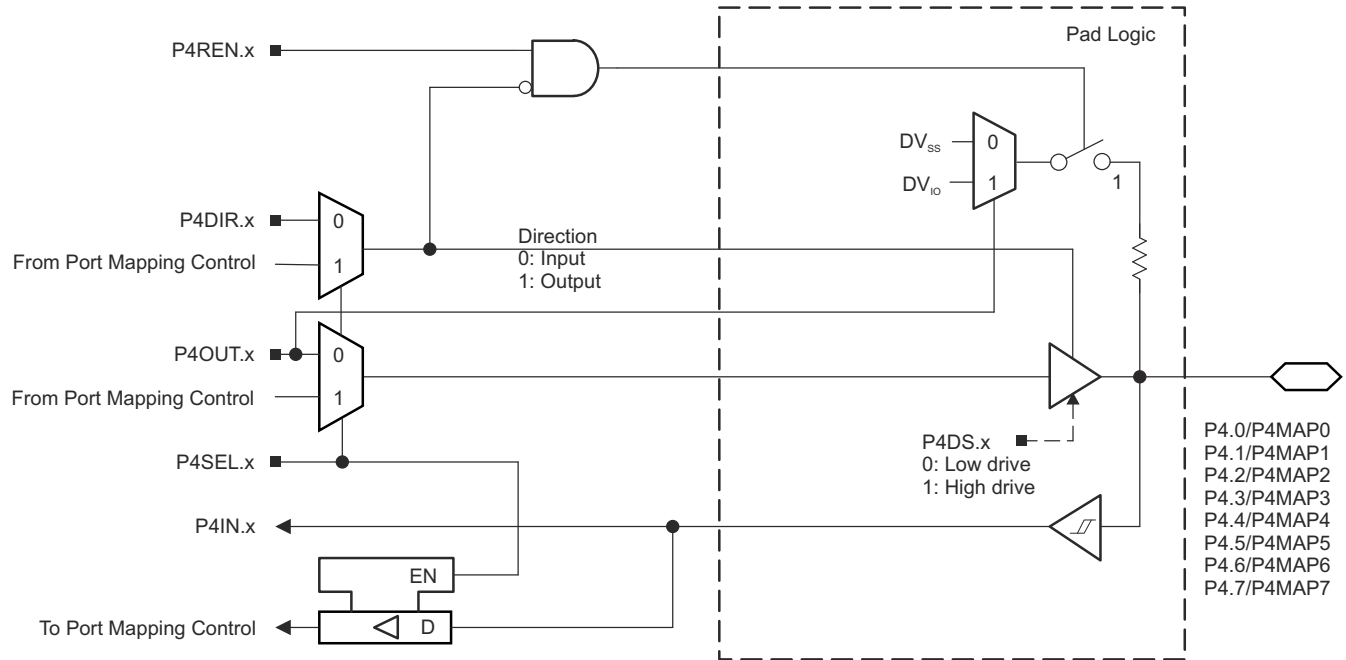 Pad Logic
P4REN.x
DVSS
0
DVIO
1
1
P4DIR.x
0
Direction
0: Input
1: Output
From Port Mapping Control
1
P4OUT.x
0
From Port Mapping Control
1
P4DS.x
0: Low drive
1: High drive
P4SEL.x
P4.0/P4MAP0
P4.1/P4MAP1
P4.2/P4MAP2
P4.3/P4MAP3
P4.4/P4MAP4
P4.5/P4MAP5
P4.6/P4MAP6
P4.7/P4MAP7
P4IN.x
EN
To Port Mapping Control
D